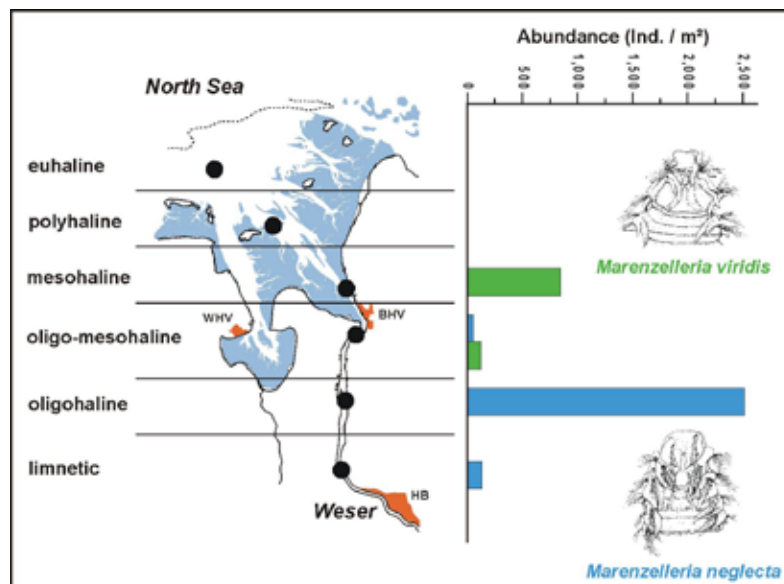 Abundance (Ind. / m²)
0
500
1,000
1,500
2,000
2,500
North Sea
euhaline
polyhaline
mesohaline
oligo-mesohaline
oligohaline
limnetic
WHV
BHV
HB
Weser
Marenzelleria viridis
Marenzelleria neglecta